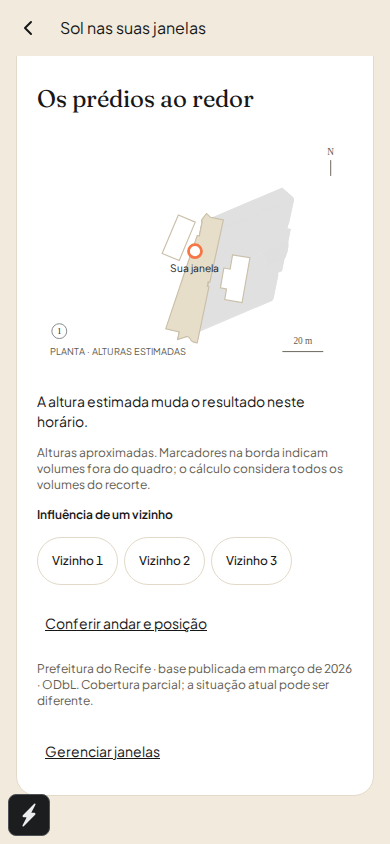 Sol nas suas janelas
Os prédios ao redor
N
Sua janela
1
20 m
PLANTA · ALTURAS ESTIMADAS
A altura estimada muda o resultado neste
horário.
Alturas aproximadas. Marcadores na borda indicam
volumes fora do quadro; o cálculo considera todos os
volumes do recorte.
Influência de um vizinho
Vizinho 1 Vizinho 2 Vizinho 3
Conferir andar e posição
Prefeitura do Recife · base publicada em março de 2026
· ODbL. Cobertura parcial; a situação atual pode ser
diferente.
Gerenciar janelas